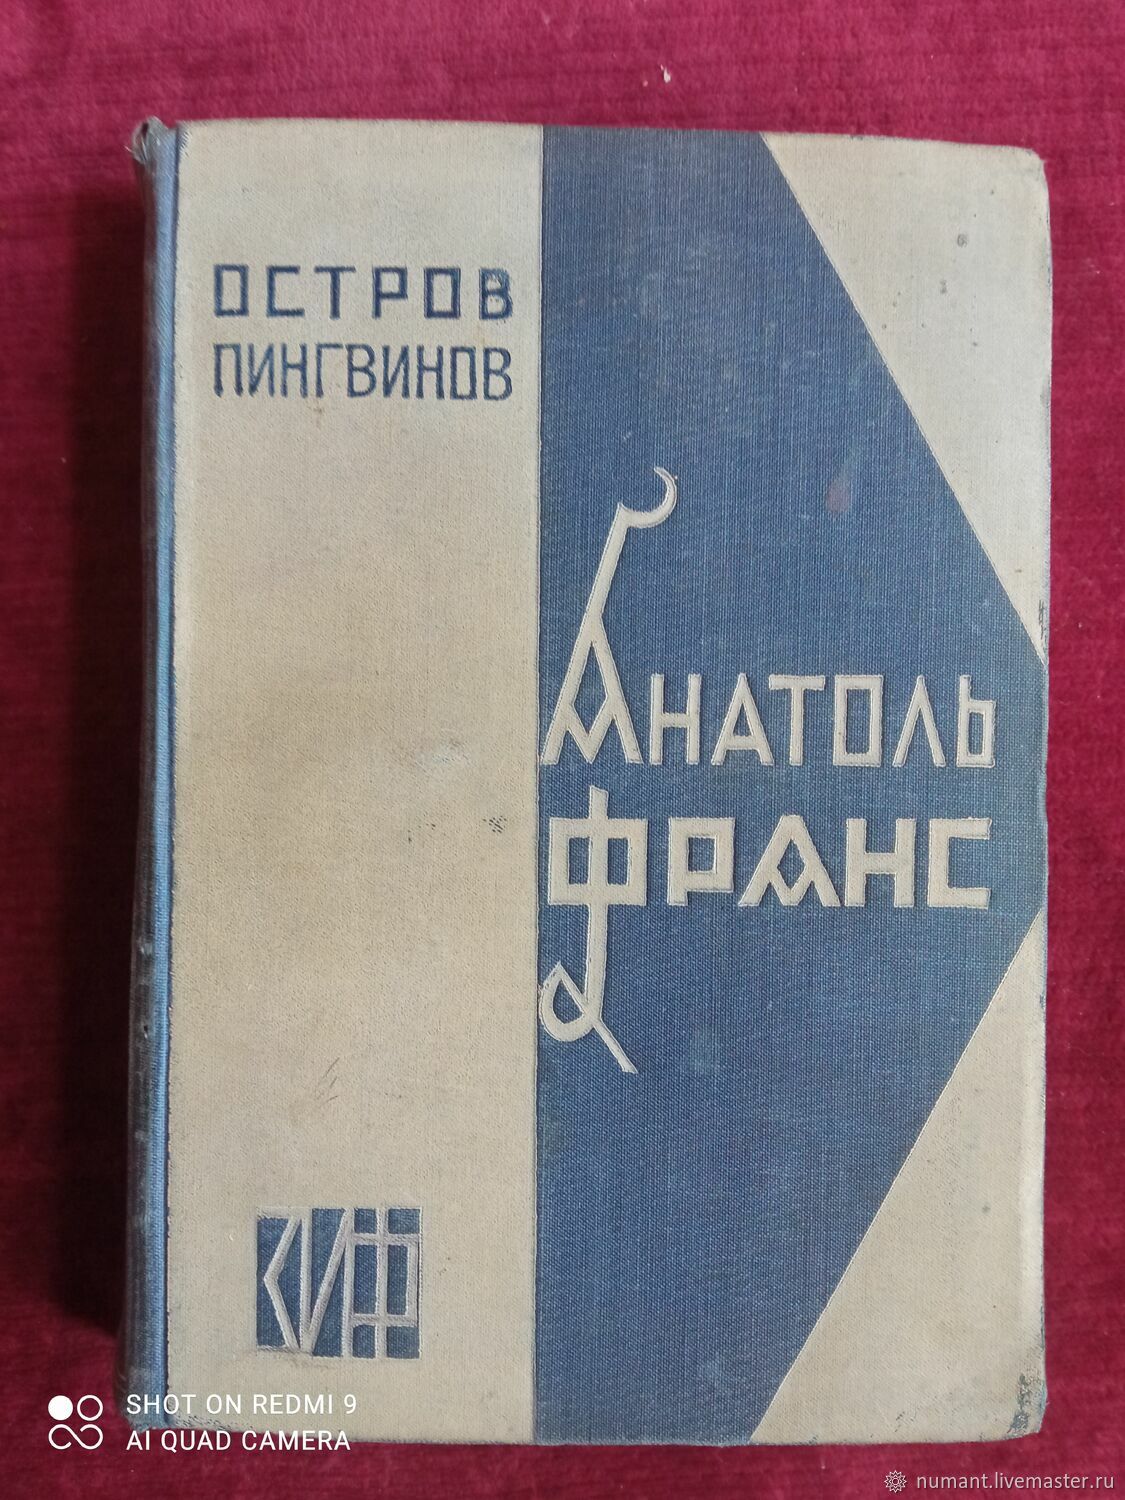 ОСТРОВ
ПИНГВИНОВ
АНАТОЛЬ
ФРАНС
ЗИФ
SHOT ON REDMI 9
AI QUAD CAMERA
numant.livemaster.ru